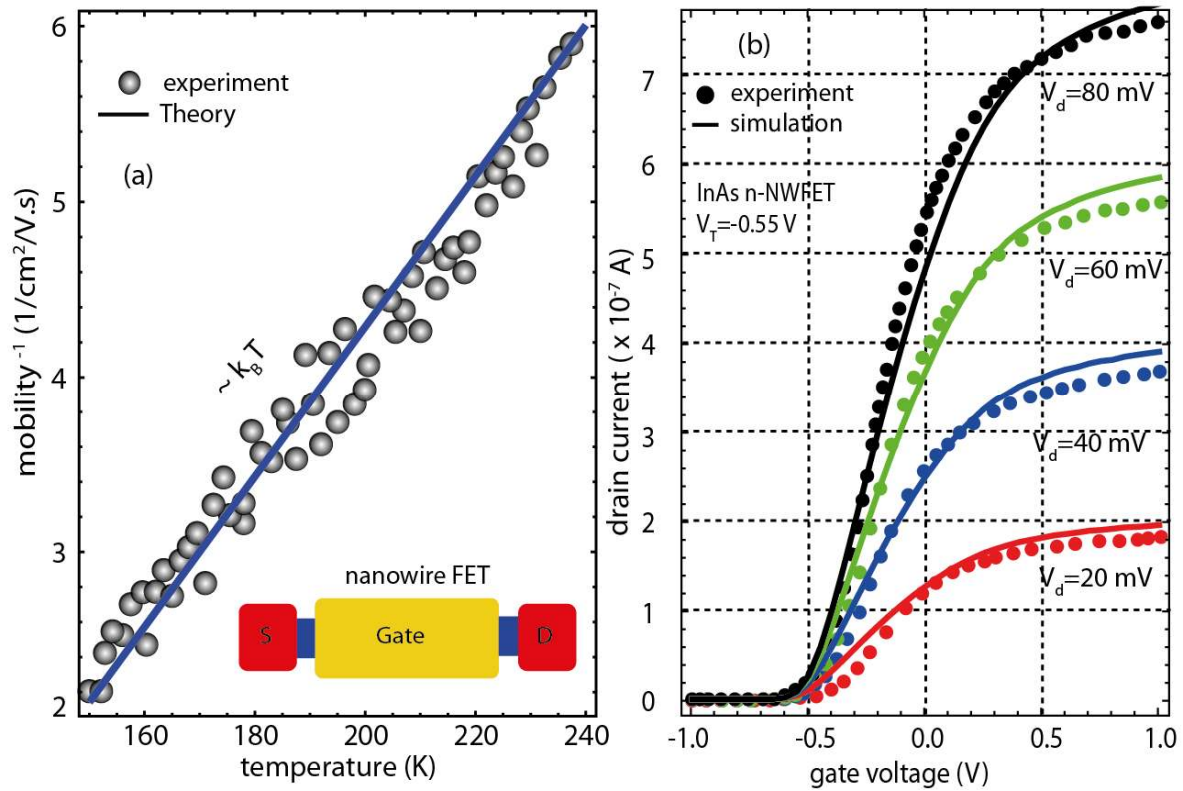 6
5
4
3
2
mobility ⁻¹ (1/cm²/V.s)
experiment
Theory
(a)
~ k_B T
nanowire FET
S
Gate
D
160
180
200
220
240
temperature (K)
7
6
5
4
3
2
1
0
drain current ( x 10⁻⁷ A)
(b)
experiment
simulation
InAs n-NWFET
V_T=-0.55 V
V_d=80 mV
V_d=60 mV
V_d=40 mV
V_d=20 mV
-1.0
-0.5
0.0
0.5
1.0
gate voltage (V)